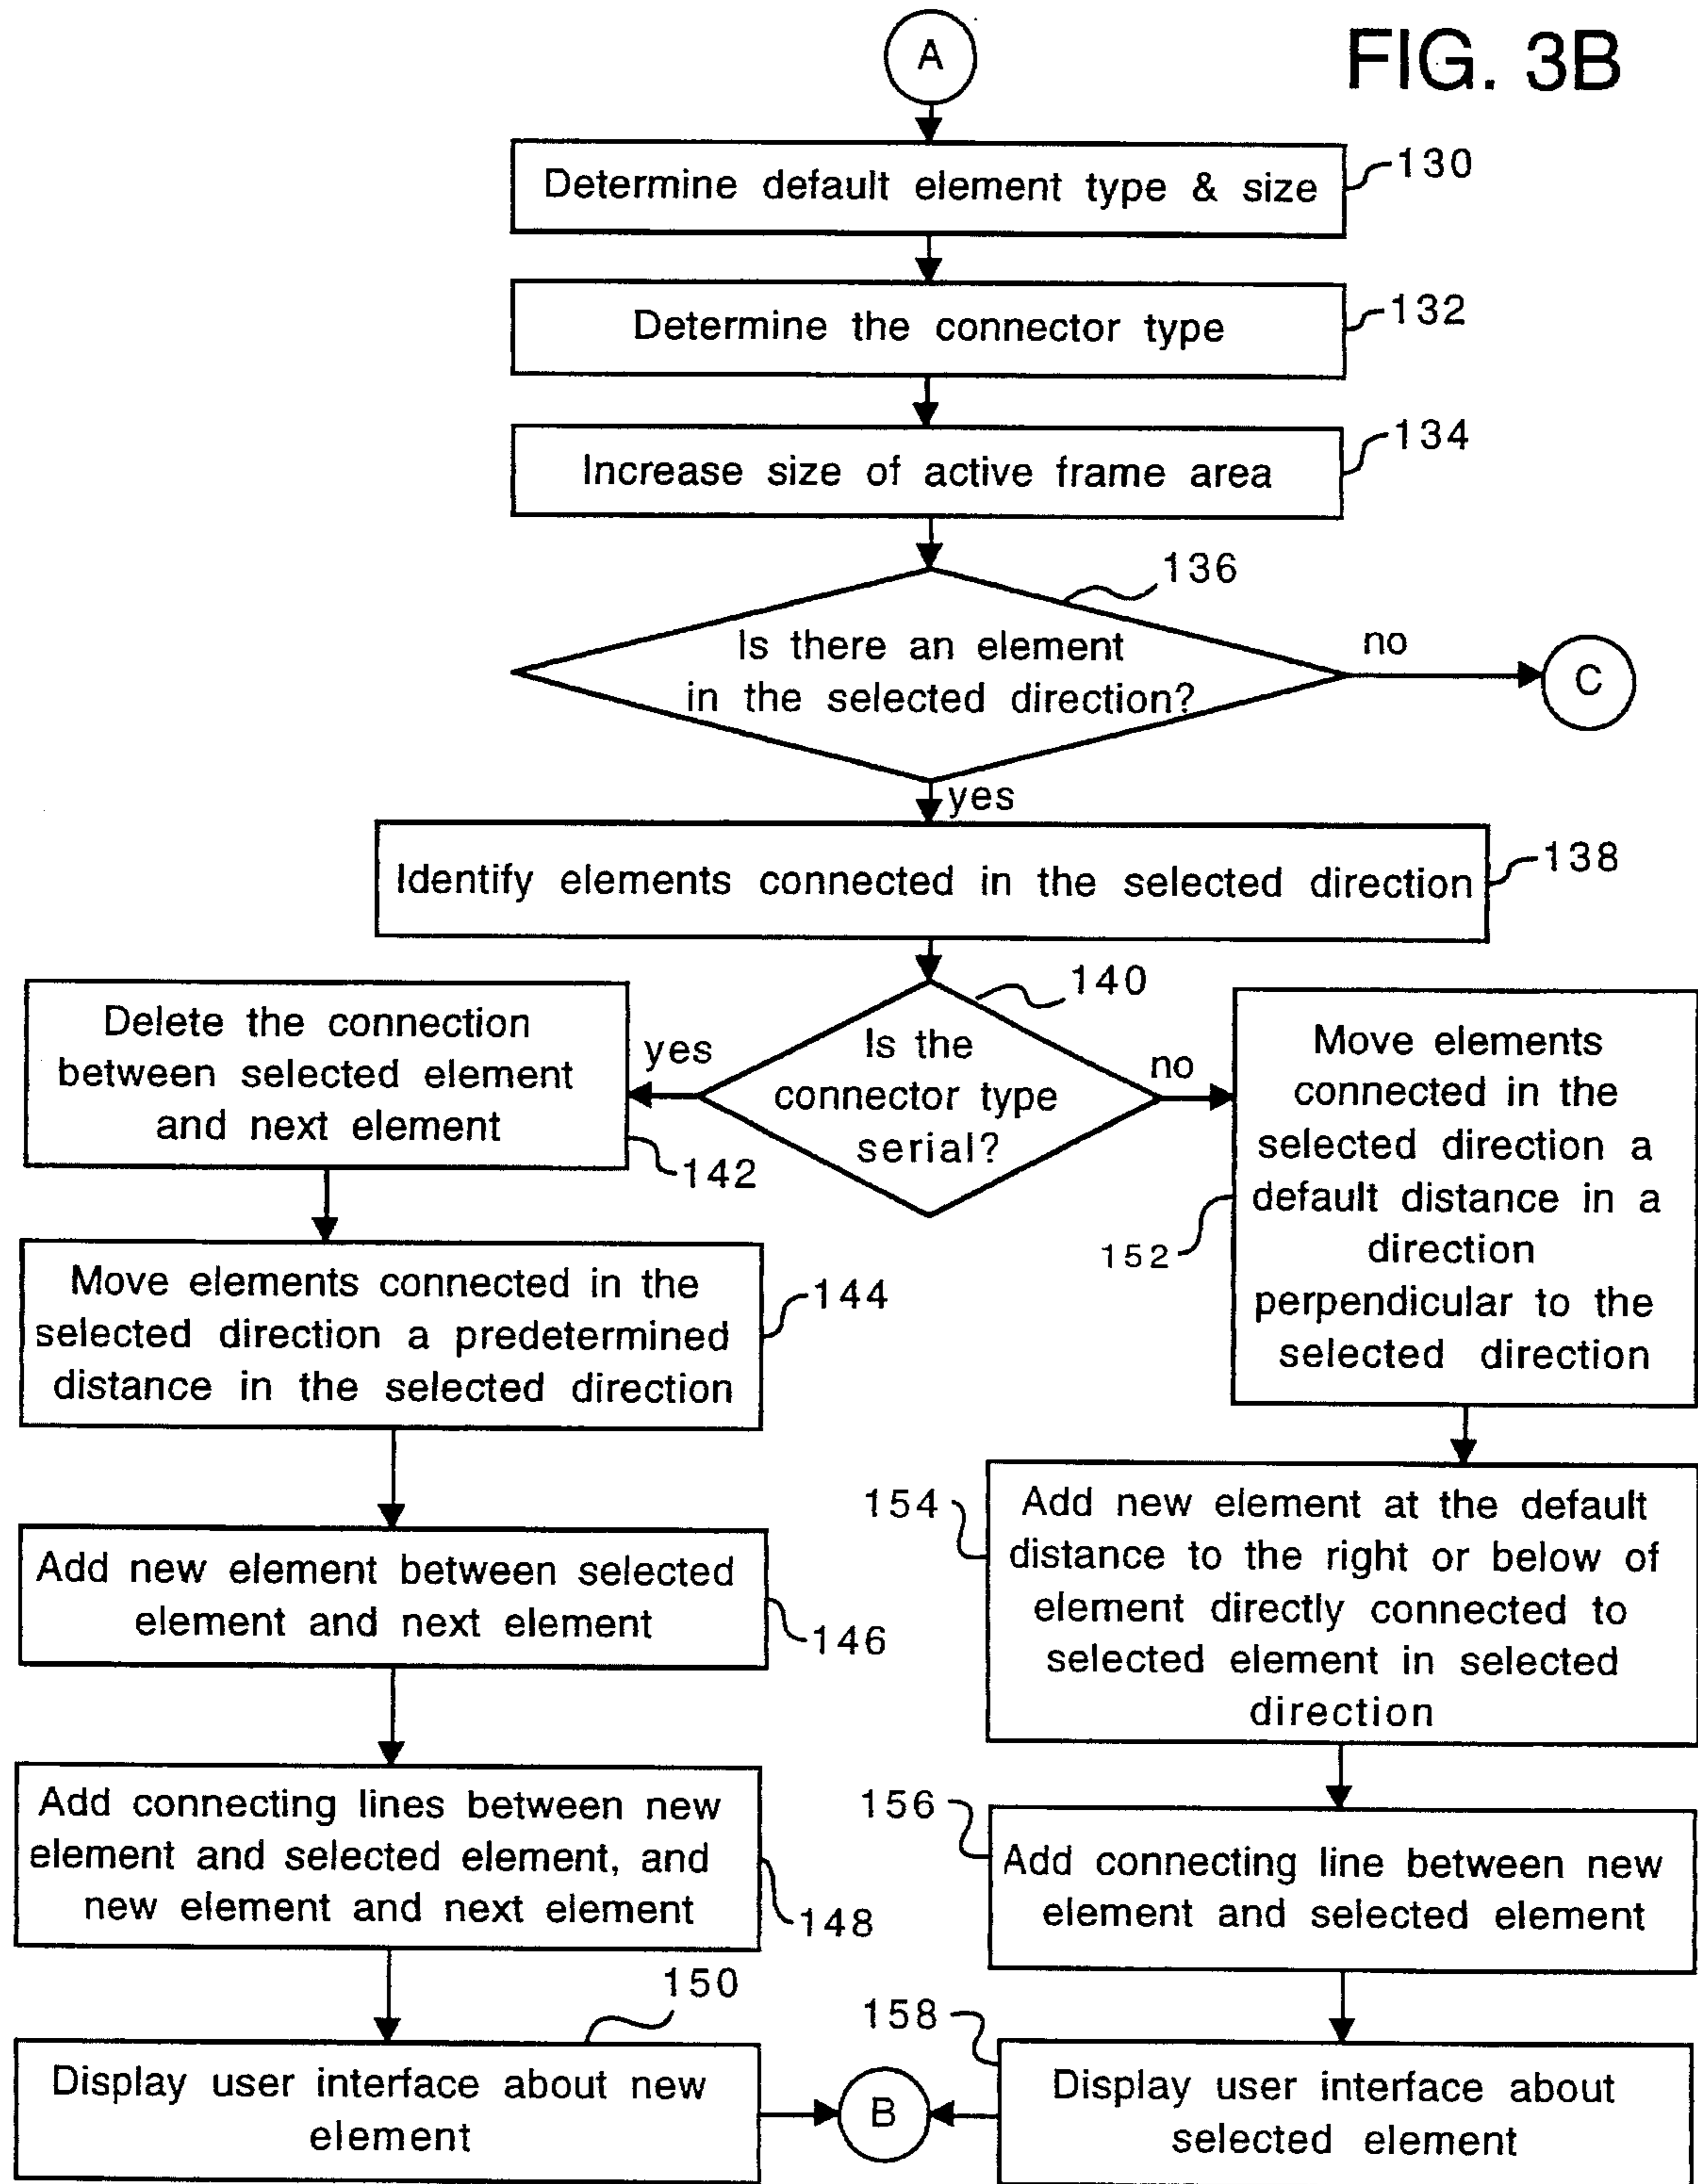 A
FIG. 3B
Determine default element type & size
130
Determine the connector type
132
Increase size of active frame area
134
136
Is there an element
in the selected direction?
no
C
yes
Identify elements connected in the selected direction
138
140
Is the
connector type
serial?
yes
no
Delete the connection
between selected element
and next element
142
Move elements connected in the
selected direction a predetermined
distance in the selected direction
144
Add new element between selected
element and next element
146
Add connecting lines between new
element and selected element, and
new element and next element
148
150
Display user interface about new
element
Move elements
connected in the
selected direction a
default distance in a
direction
perpendicular to the
selected direction
152
154
Add new element at the default
distance to the right or below of
element directly connected to
selected element in selected
direction
156
Add connecting line between new
element and selected element
158
Display user interface about
selected element
B